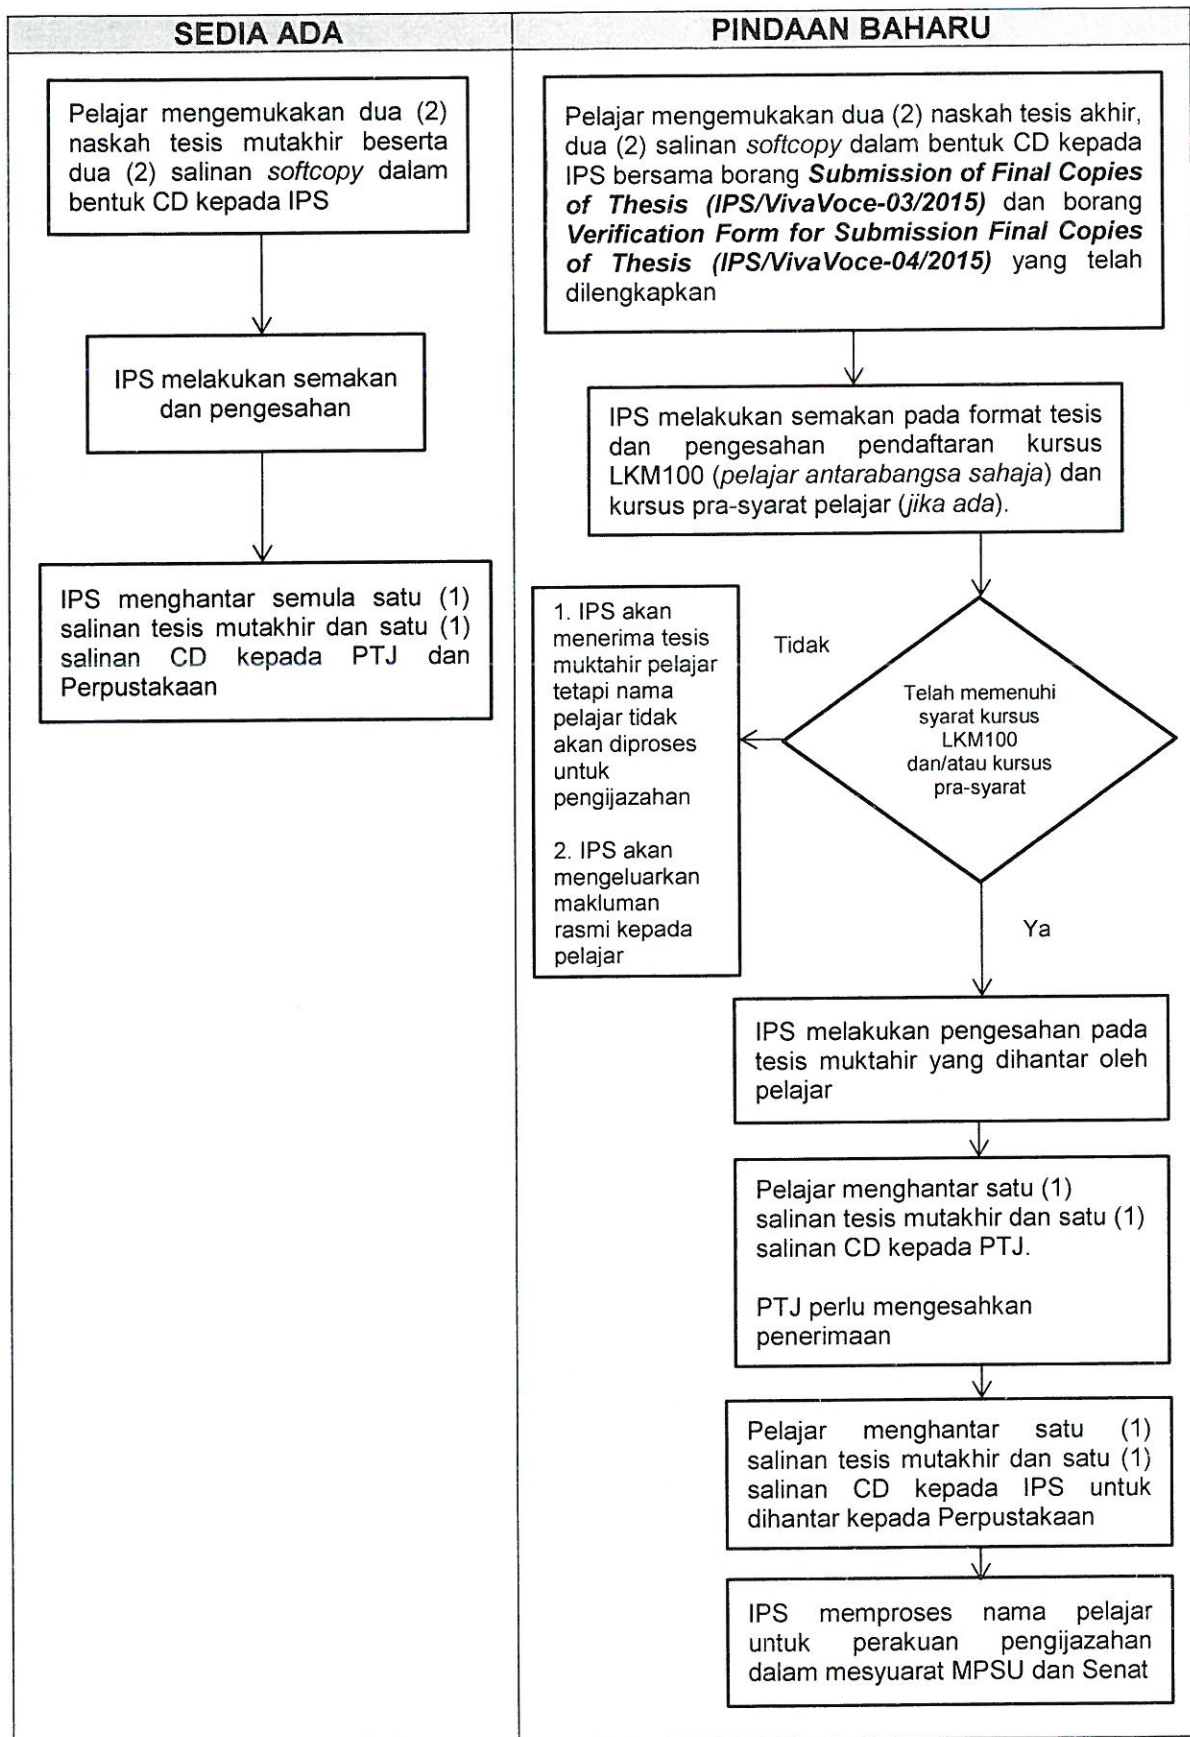 SEDIA ADA
Pelajar mengemukakan dua (2)
naskah tesis mutakhir beserta
dua (2) salinan softcopy dalam
bentuk CD kepada IPS
IPS melakukan semakan
dan pengesahan
IPS menghantar semula satu (1)
salinan tesis mutakhir dan satu (1)
salinan CD kepada PTJ dan
Perpustakaan
PINDAAN BAHARU
Pelajar mengemukakan dua (2) naskah tesis akhir,
dua (2) salinan softcopy dalam bentuk CD kepada
IPS bersama borang Submission of Final Copies
of Thesis (IPS/VivaVoce-03/2015) dan borang
Verification Form for Submission Final Copies
of Thesis (IPS/VivaVoce-04/2015) yang telah
dilengkapkan
IPS melakukan semakan pada format tesis
dan pengesahan pendaftaran kursus
LKM100 (pelajar antarabangsa sahaja) dan
kursus pra-syarat pelajar (jika ada).
Telah memenuhi
syarat kursus
LKM100
dan/atau kursus
pra-syarat
Tidak
1. IPS akan
menerima tesis
muktahir pelajar
tetapi nama
pelajar tidak
akan diproses
untuk
pengijazahan
2. IPS akan
mengeluarkan
makluman
rasmi kepada
pelajar
Ya
IPS melakukan pengesahan pada
tesis muktahir yang dihantar oleh
pelajar
Pelajar menghantar satu (1)
salinan tesis mutakhir dan satu (1)
salinan CD kepada PTJ.
PTJ perlu mengesahkan
penerimaan
Pelajar menghantar satu (1)
salinan tesis mutakhir dan satu (1)
salinan CD kepada IPS untuk
dihantar kepada Perpustakaan
IPS memproses nama pelajar
untuk perakuan pengijazahan
dalam mesyuarat MPSU dan Senat